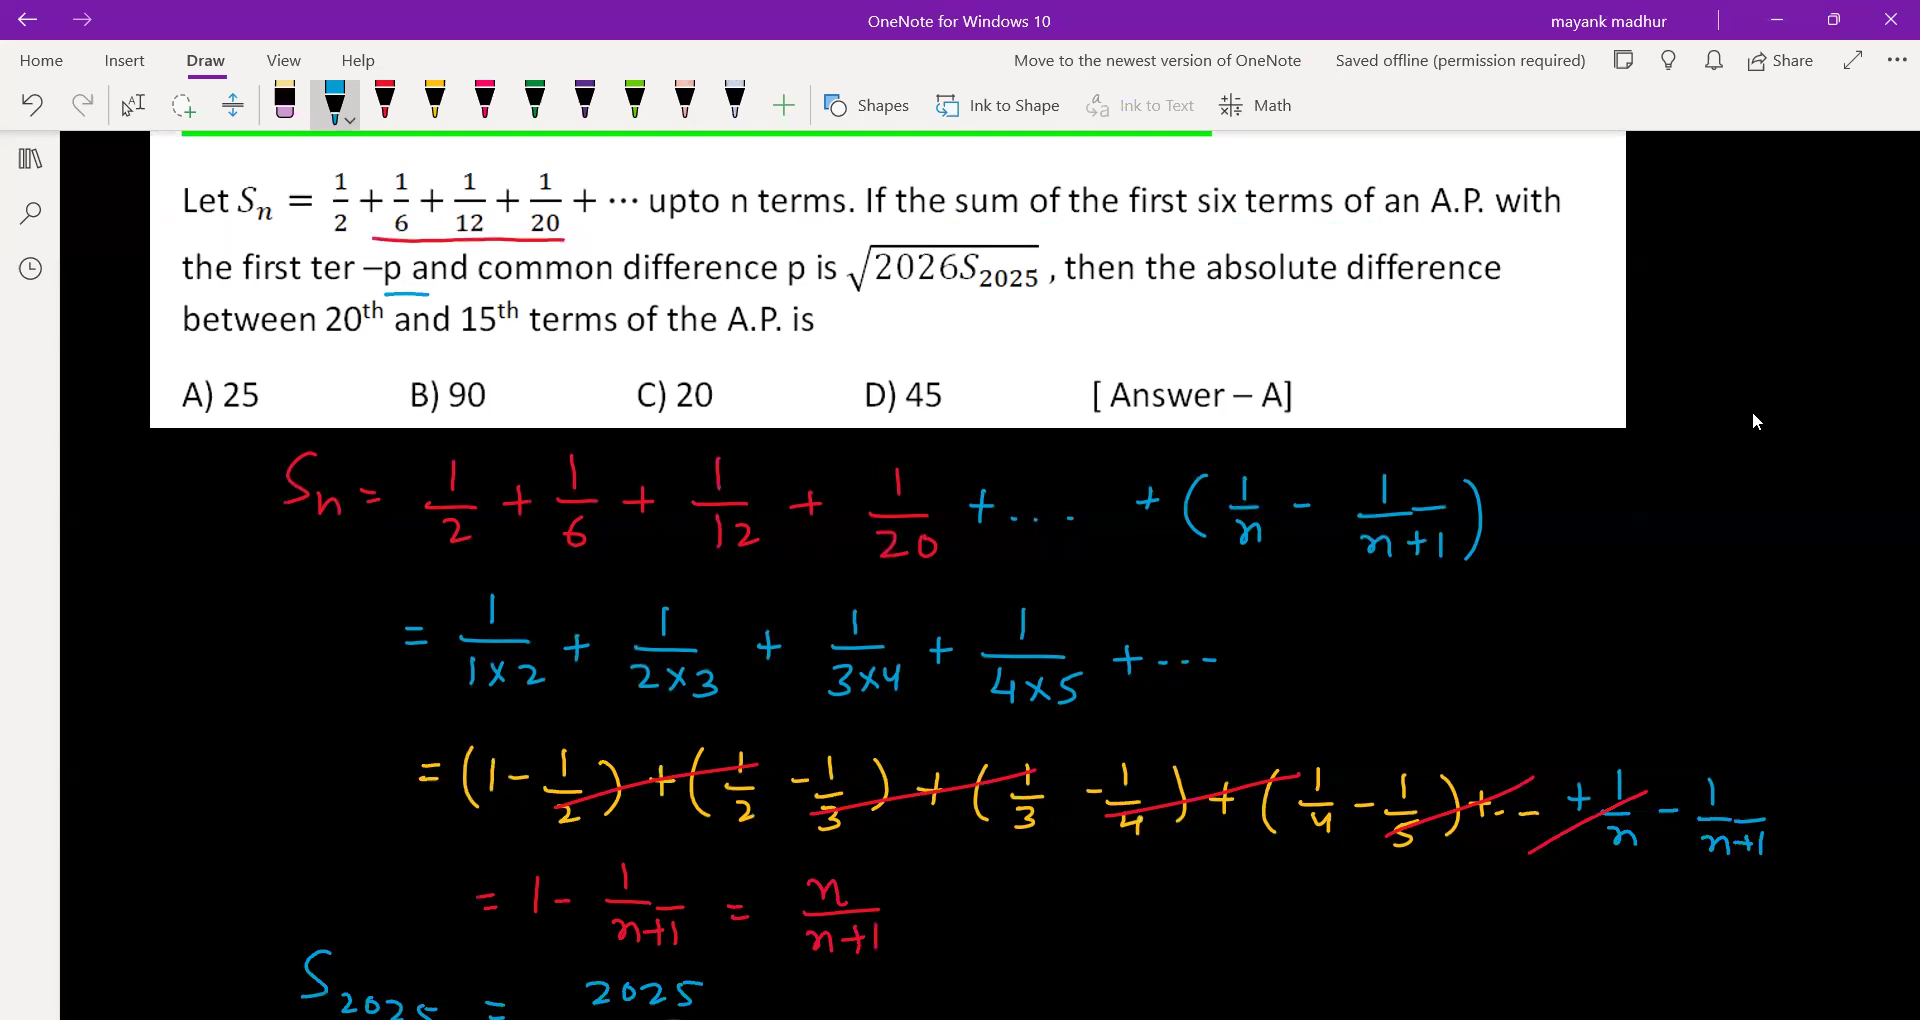 OneNote for Windows 10
mayank madhur
Home Insert Draw View Help
Move to the newest version of OneNote Saved offline (permission required) Share
Shapes Ink to Shape Ink to Text Math
Let Sₙ = 1/2 + 1/6 + 1/12 + 1/20 + ⋯ upto n terms. If the sum of the first six terms of an A.P. with
the first ter –p and common difference p is √(2026S₂₀₂₅) , then the absolute difference
between 20ᵗʰ and 15ᵗʰ terms of the A.P. is
A) 25 B) 90 C) 20 D) 45 [ Answer – A]
Sn = 1/2 + 1/6 + 1/12 + 1/20 + ... + (1/n - 1/(n+1))
= 1/(1×2) + 1/(2×3) + 1/(3×4) + 1/(4×5) + ---
= (1 - 1/2) + (1/2 - 1/3) + (1/3 - 1/4) + (1/4 - 1/5) + -- + 1/n - 1/(n+1)
= 1 - 1/(n+1) = n/(n+1)
S2025 = 2025